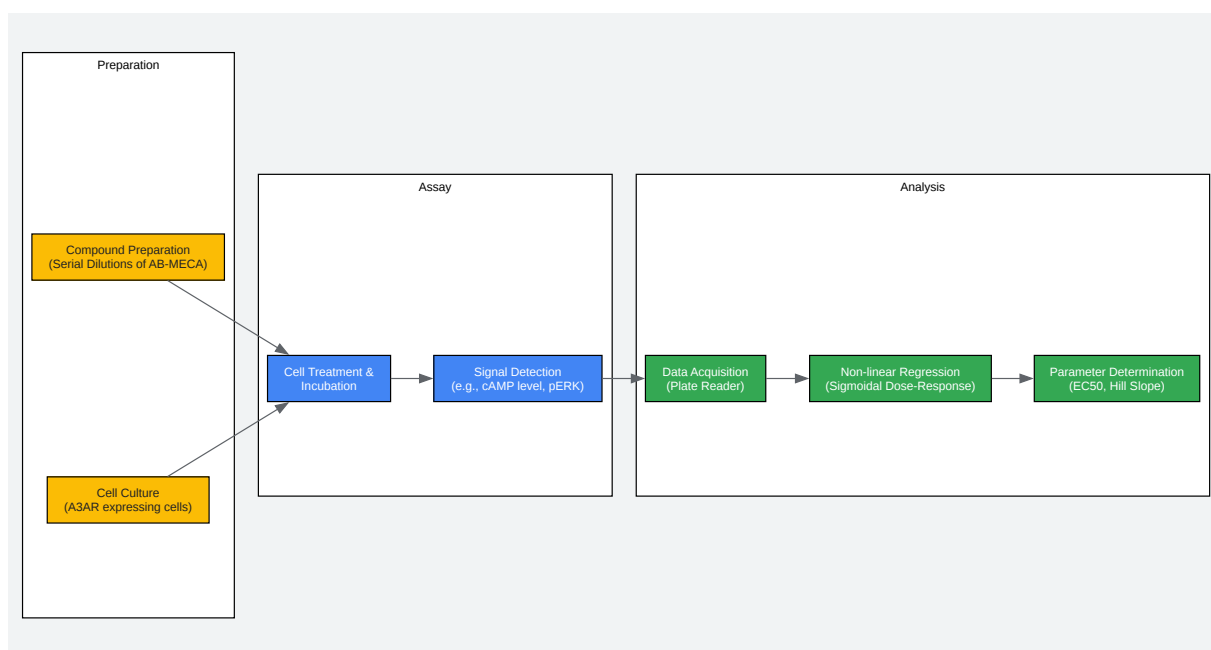 Preparation
Compound Preparation
(Serial Dilutions of AB-MECA)
Cell Culture
(A3AR expressing cells)
Assay
Cell Treatment &
Incubation
Signal Detection
(e.g., cAMP level, pERK)
Analysis
Data Acquisition
(Plate Reader)
Non-linear Regression
(Sigmoidal Dose-Response)
Parameter Determination
(EC50, Hill Slope)